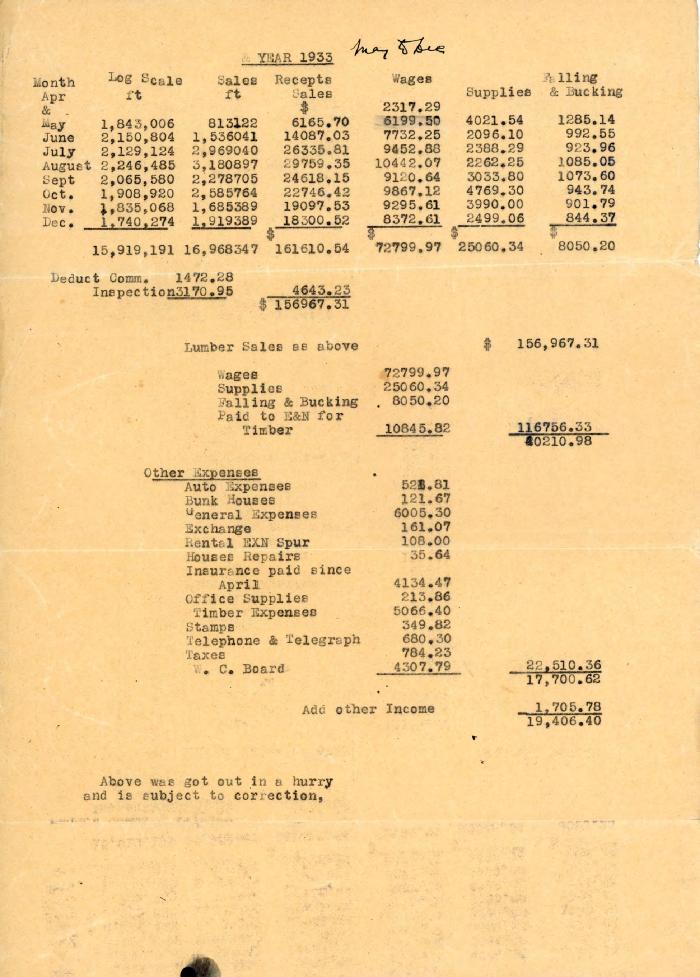 & YEAR 1933 May to Dec
Month Log Scale Sales Recepts Wages Falling
Apr ft ft Sales Supplies & Bucking
& $ 2317.29
May 1,843,006 813122 6165.70 6199.50 4021.54 1285.14
June 2,150,804 1,536041 14087.03 7732.25 2096.10 992.55
July 2,129,124 2,969040 26335.81 9452.88 2388.29 923.96
August 2,246,485 3,180897 29759.35 10442.07 2262.25 1085.05
Sept 2,065,580 2,278705 24618.15 9120.64 3033.80 1073.60
Oct. 1,908,920 2,585764 22746.42 9867.12 4769.30 943.74
Nov. 1,835,068 1,685389 19097.53 9295.61 3990.00 901.79
Dec. 1,740,274 1,919389 18300.52 8372.61 2499.06 844.37
$ $ $ $
15,919,191 16,968347 161610.54 72799.97 25060.34 8050.20
Deduct Comm. 1472.28
Inspection 3170.95 4643.23
$ 156967.31
Lumber Sales as above $ 156,967.31
Wages 72799.97
Supplies 25060.34
Falling & Bucking 8050.20
Paid to E&N for
Timber 10845.82 116756.33
40210.98
Other Expenses
Auto Expenses 521.81
Bunk Houses 121.67
General Expenses 6005.30
Exchange 161.07
Rental EXN Spur 108.00
Houses Repairs 35.64
Insurance paid since
April 4134.47
Office Supplies 213.86
Timber Expenses 5066.40
Stamps 349.82
Telephone & Telegraph 680.30
Taxes 784.23
W. C. Board 4307.79 22,510.36
17,700.62
Add other Income 1,705.78
19,406.40
Above was got out in a hurry
and is subject to correction,